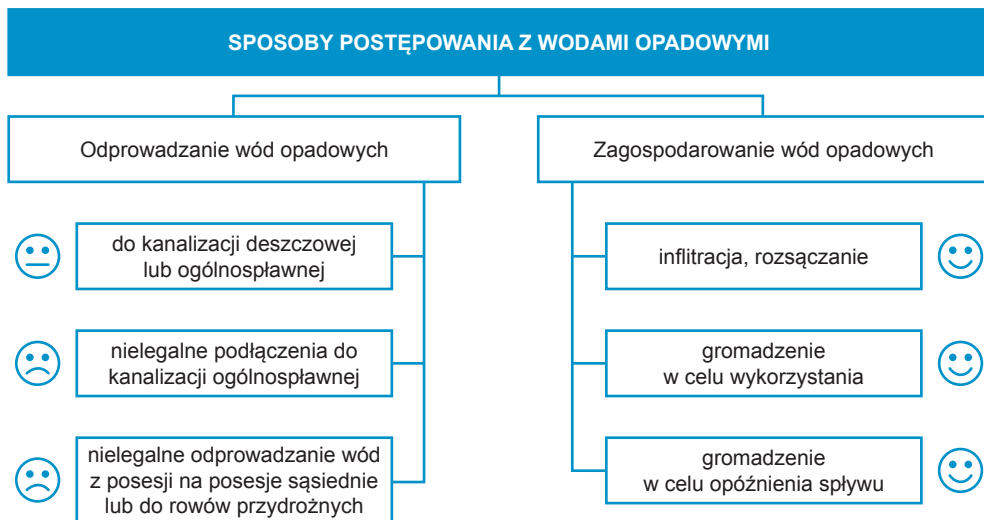 SPOSOBY POSTĘPOWANIA Z WODAMI OPADOWYMI
Odprowadzanie wód opadowych
do kanalizacji deszczowej
lub ogólnospławnej
nielegalne podłączenia do
kanalizacji ogólnospławnej
nielegalne odprowadzanie wód
z posesji na posesje sąsiednie
lub do rowów przydrożnych
Zagospodarowanie wód opadowych
inflitracja, rozsączanie
gromadzenie
w celu wykorzystania
gromadzenie
w celu opóźnienia spływu